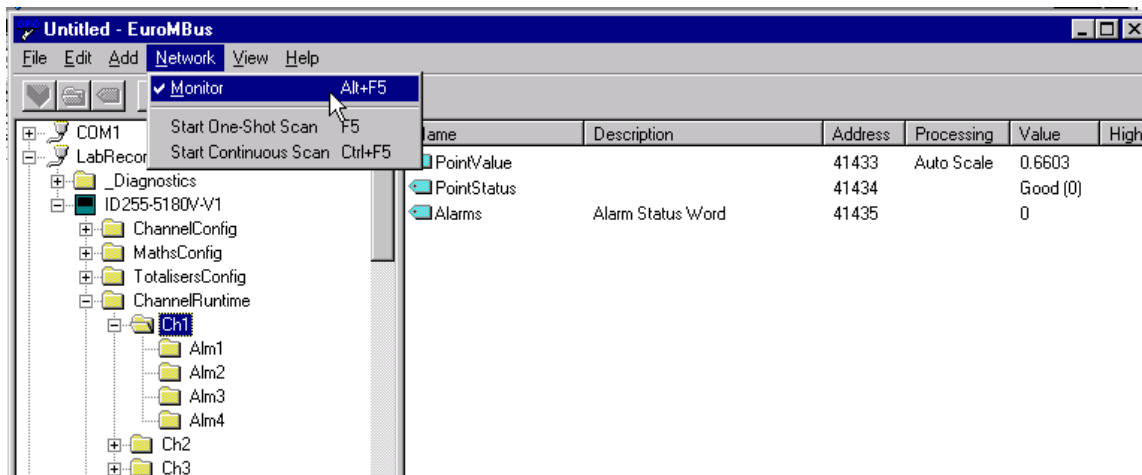 Untitled - EuroMBus
File Edit Add Network View Help
Monitor Alt+F5
Start One-Shot Scan F5
Start Continuous Scan Ctrl+F5
COM1
LabRecor
_Diagnostics
ID255-5180V-V1
ChannelConfig
MathsConfig
TotalisersConfig
ChannelRuntime
Ch1
Alm1
Alm2
Alm3
Alm4
Ch2
Ch3
ame Description Address Processing Value High
PointValue 41433 Auto Scale 0.6603
PointStatus 41434 Good (0)
Alarms Alarm Status Word 41435 0